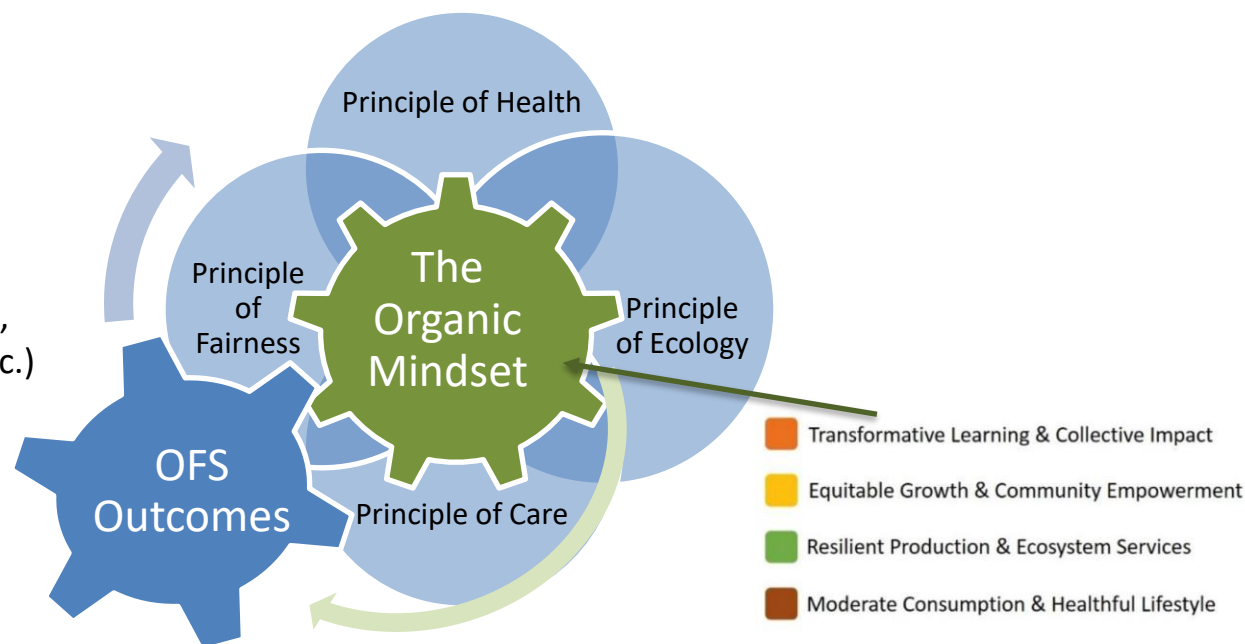 Principle of Health
Principle
of
Fairness
The
Organic
Mindset
Principle
of Ecology
,
c.)
OFS
Outcomes
Principle of Care
Transformative Learning & Collective Impact
Equitable Growth & Community Empowerment
Resilient Production & Ecosystem Services
Moderate Consumption & Healthful Lifestyle